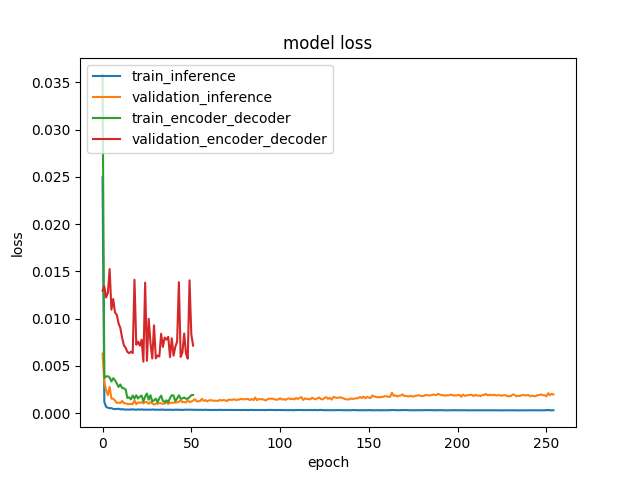 model loss
train_inference
validation_inference
train_encoder_decoder
validation_encoder_decoder
0.035
0.030
0.025
0.020
0.015
0.010
0.005
0.000
loss
0 50 100 150 200 250
epoch